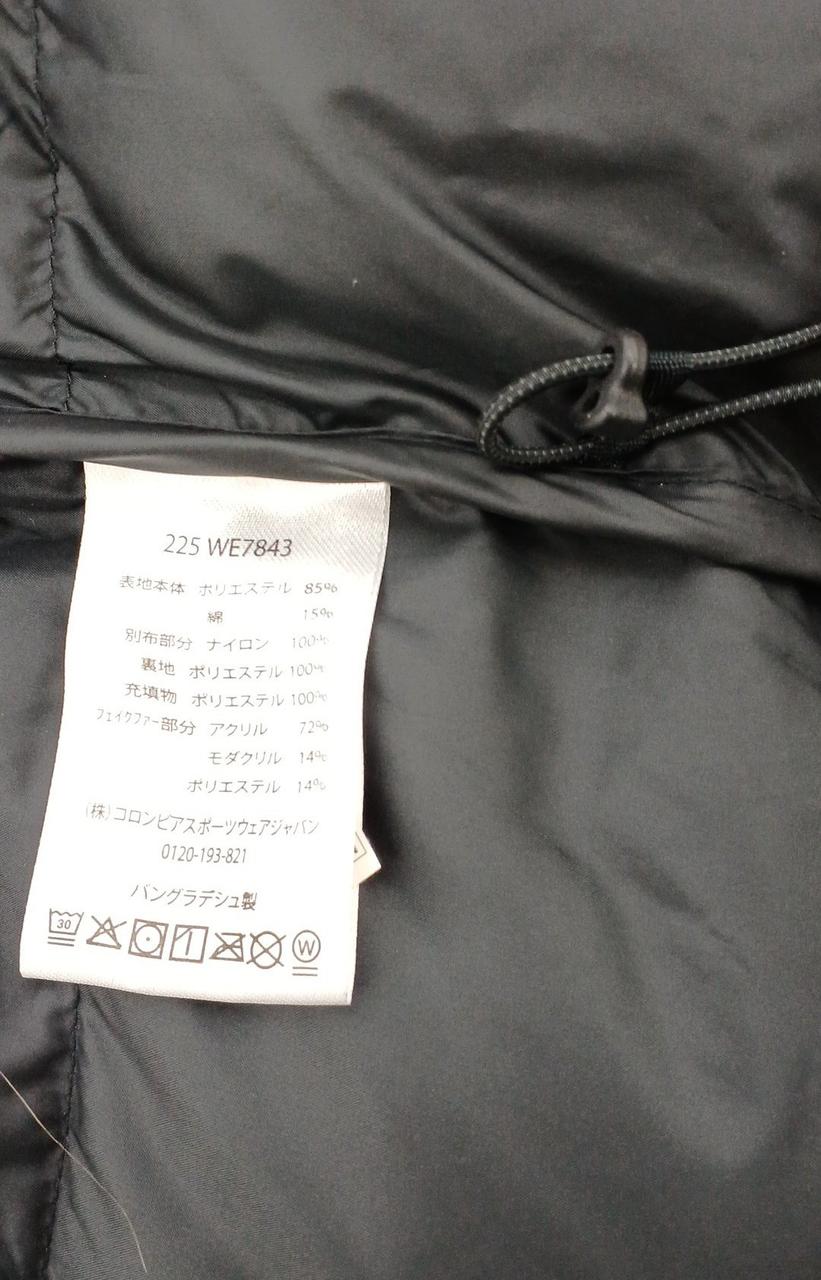 225 WE7843
表地本体 ポリエステル 85%
綿 15%
別布部分 ナイロン 100%
裏地 ポリエステル 100%
充填物 ポリエステル 100%
フェイクファー部分 アクリル 72%
モダクリル 14%
ポリエステル 14%
(株)コロンビアスポーツウェアジャパン
0120-193-821
バングラデシュ製
30 W